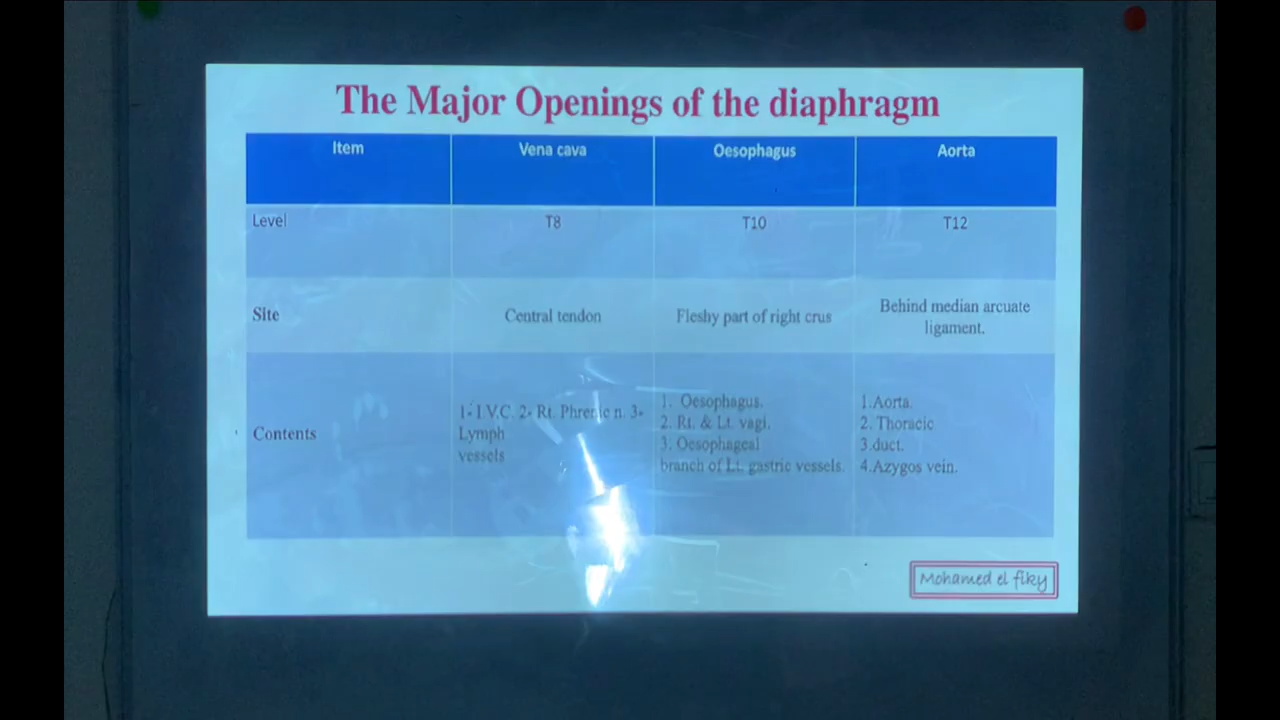 The Major Openings of the diaphragm
Item
Vena cava
Oesophagus
Aorta
Level
T8
T10
T12
Site
Central tendon
Fleshy part of right crus
Behind median arcuate
ligament.
Contents
1- I.V.C. 2- Rt. Phrenic n. 3-
Lymph
vessels
1. Oesophagus.
2. Rt. & Lt. vagi.
3. Oesophageal
branch of Lt. gastric vessels.
1.Aorta.
2. Thoracic
3.duct.
4.Azygos vein.
Mohamed el fiky